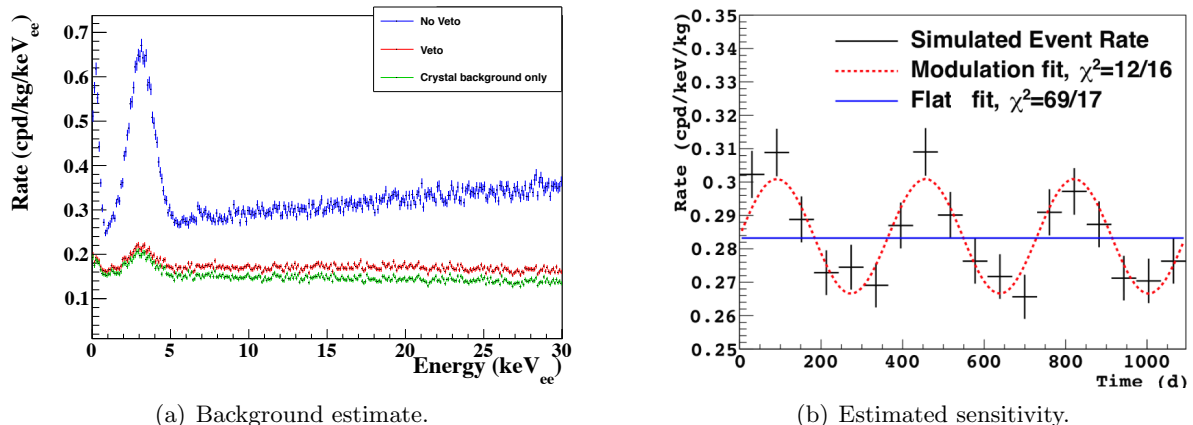 Rate (cpd/kg/keVee)
0.7
0.6
0.5
0.4
0.3
0.2
0.1
No Veto
Veto
Crystal background only
0 5 10 15 20 25 30
Energy (keVee)
(a) Background estimate.
Rate (cpd/keV/kg)
0.35
0.34
0.33
0.32
0.31
0.3
0.29
0.28
0.27
0.26
0.25
Simulated Event Rate
Modulation fit, χ²=12/16
Flat fit, χ²=69/17
0 200 400 600 800 1000
Time (d)
(b) Estimated sensitivity.